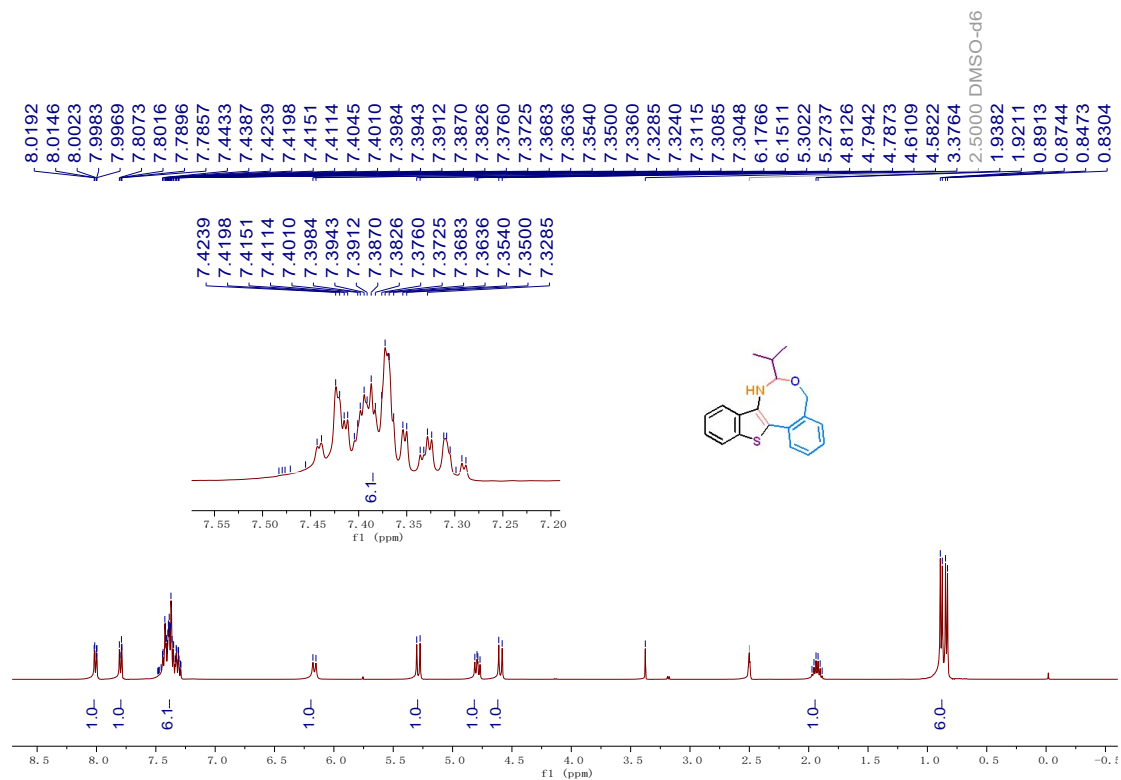 8.0192 8.0146 8.0023 7.9983 7.9969 7.8073 7.8016 7.7896 7.7857 7.4433 7.4387 7.4239 7.4198 7.4151 7.4114 7.4045 7.4010 7.3984 7.3943 7.3912 7.3870 7.3826 7.3760 7.3725 7.3683 7.3636 7.3540 7.3500 7.3360 7.3285 7.3240 7.3115 7.3085 7.3048 6.1766 6.1511 5.3022 5.2737 4.8126 4.7942 4.7873 4.6109 4.5822 3.3764 2.5000 DMSO-d6 1.9382 1.9211 0.8913 0.8744 0.8473 0.8304
7.4239 7.4198 7.4151 7.4114 7.4010 7.3984 7.3943 7.3912 7.3870 7.3826 7.3760 7.3725 7.3683 7.3636 7.3540 7.3500 7.3285
6.1
7.55 7.50 7.45 7.40 7.35 7.30 7.25 7.20
f1 (ppm)
O
HN
S
1.0 1.0 6.1 1.0 1.0 1.0 1.0 1.0 6.0
8.5 8.0 7.5 7.0 6.5 6.0 5.5 5.0 4.5 4.0 3.5 3.0 2.5 2.0 1.5 1.0 0.5 0.0
f1 (ppm)